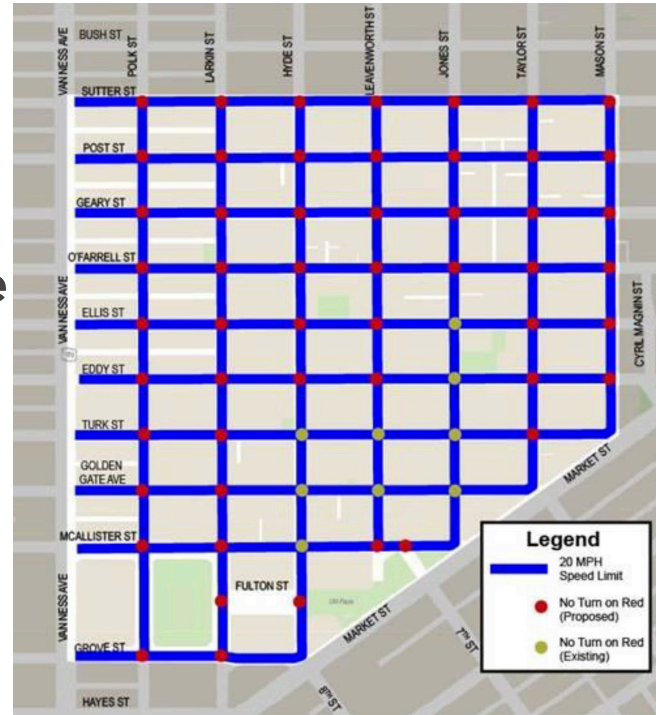 BUSH ST
VAN NESS AVE
POLK ST
LARKIN ST
HYDE ST
LEAVENWORTH ST
JONES ST
TAYLOR ST
MASON ST
SUTTER ST
POST ST
GEARY ST
O'FARRELL ST
e
VAN NESS AVE
ELLIS ST
CYRIL MAGNIN ST
EDDY ST
TURK ST
GOLDEN
GATE AVE
MARKET ST
MCALLISTER ST
VAN NESS AVE
FULTON ST
MARKET ST
GROVE ST
7TH ST
8TH ST
HAYES ST
Legend
20 MPH
Speed Limit
No Turn on Red
(Proposed)
No Turn on Red
(Existing)